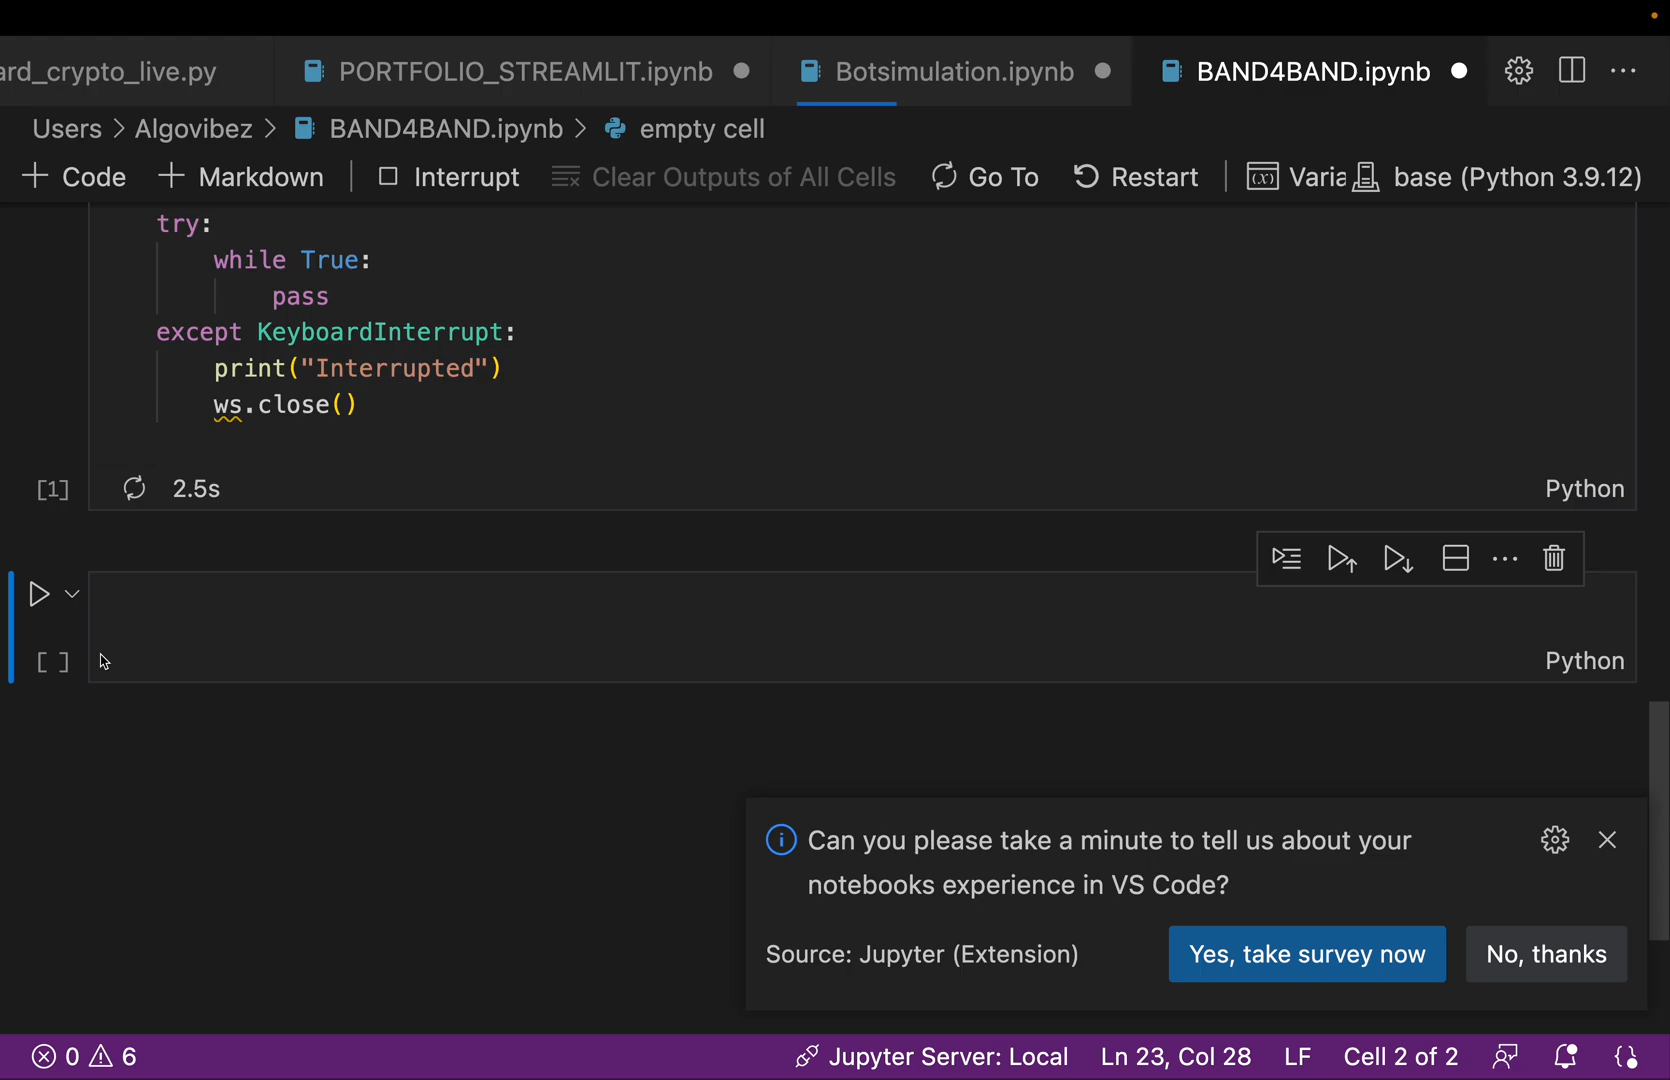 ard_crypto_live.py PORTFOLIO_STREAMLIT.ipynb Botsimulation.ipynb BAND4BAND.ipynb
Users > Algovibez > BAND4BAND.ipynb > empty cell
+ Code + Markdown Interrupt Clear Outputs of All Cells Go To Restart Varia base (Python 3.9.12)
try:
while True:
pass
except KeyboardInterrupt:
print("Interrupted")
ws.close()
[1] 2.5s Python
[ ] Python
Can you please take a minute to tell us about your
notebooks experience in VS Code?
Source: Jupyter (Extension) Yes, take survey now No, thanks
0 6 Jupyter Server: Local Ln 23, Col 28 LF Cell 2 of 2